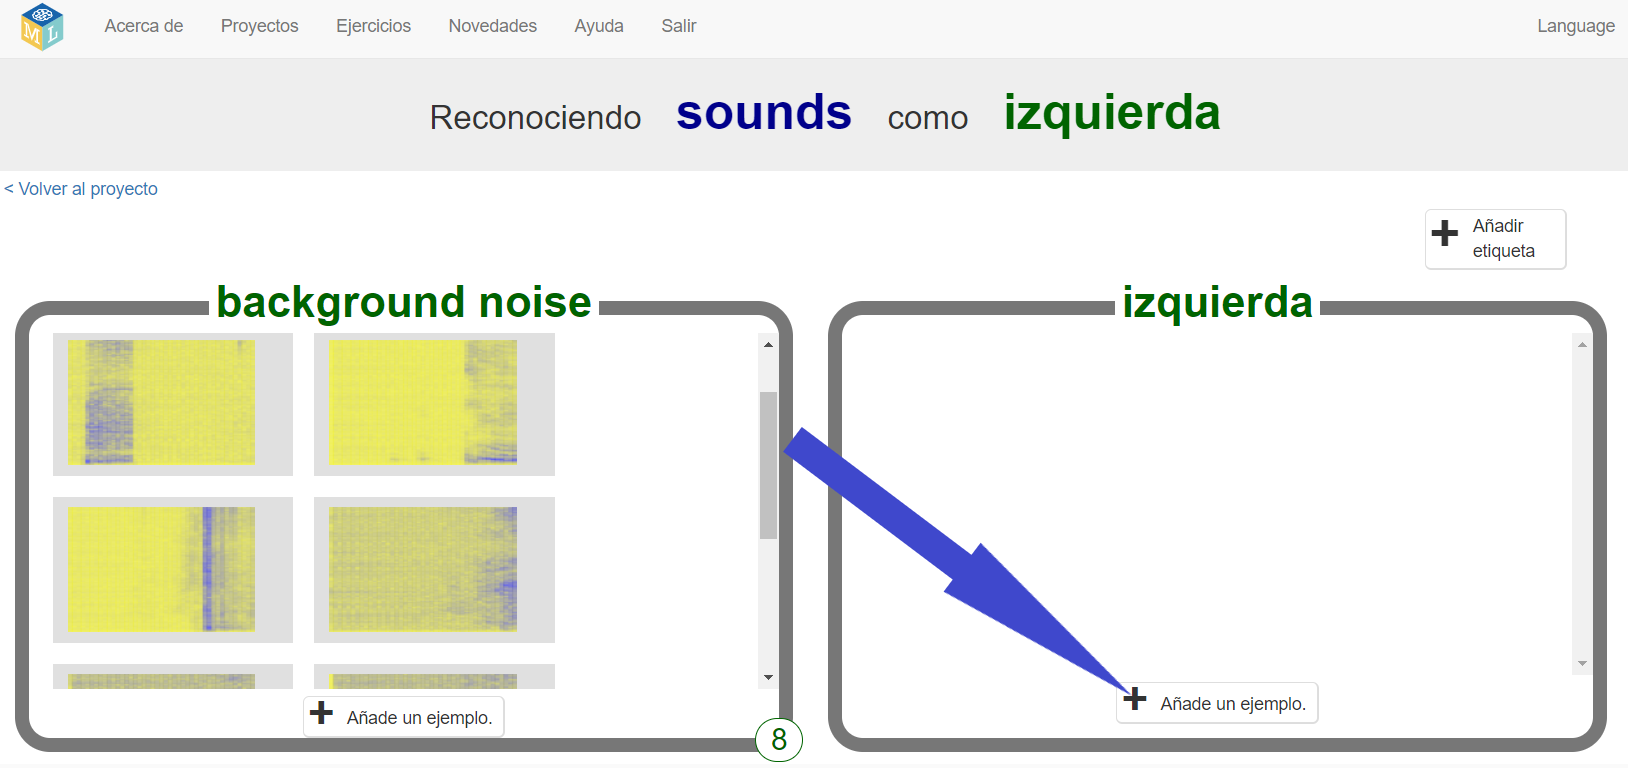 M L
Acerca de Proyectos Ejercicios Novedades Ayuda Salir Language
Reconociendo sounds como izquierda
< Volver al proyecto
Añadir
etiqueta
background noise
Añade un ejemplo.
8
izquierda
Añade un ejemplo.